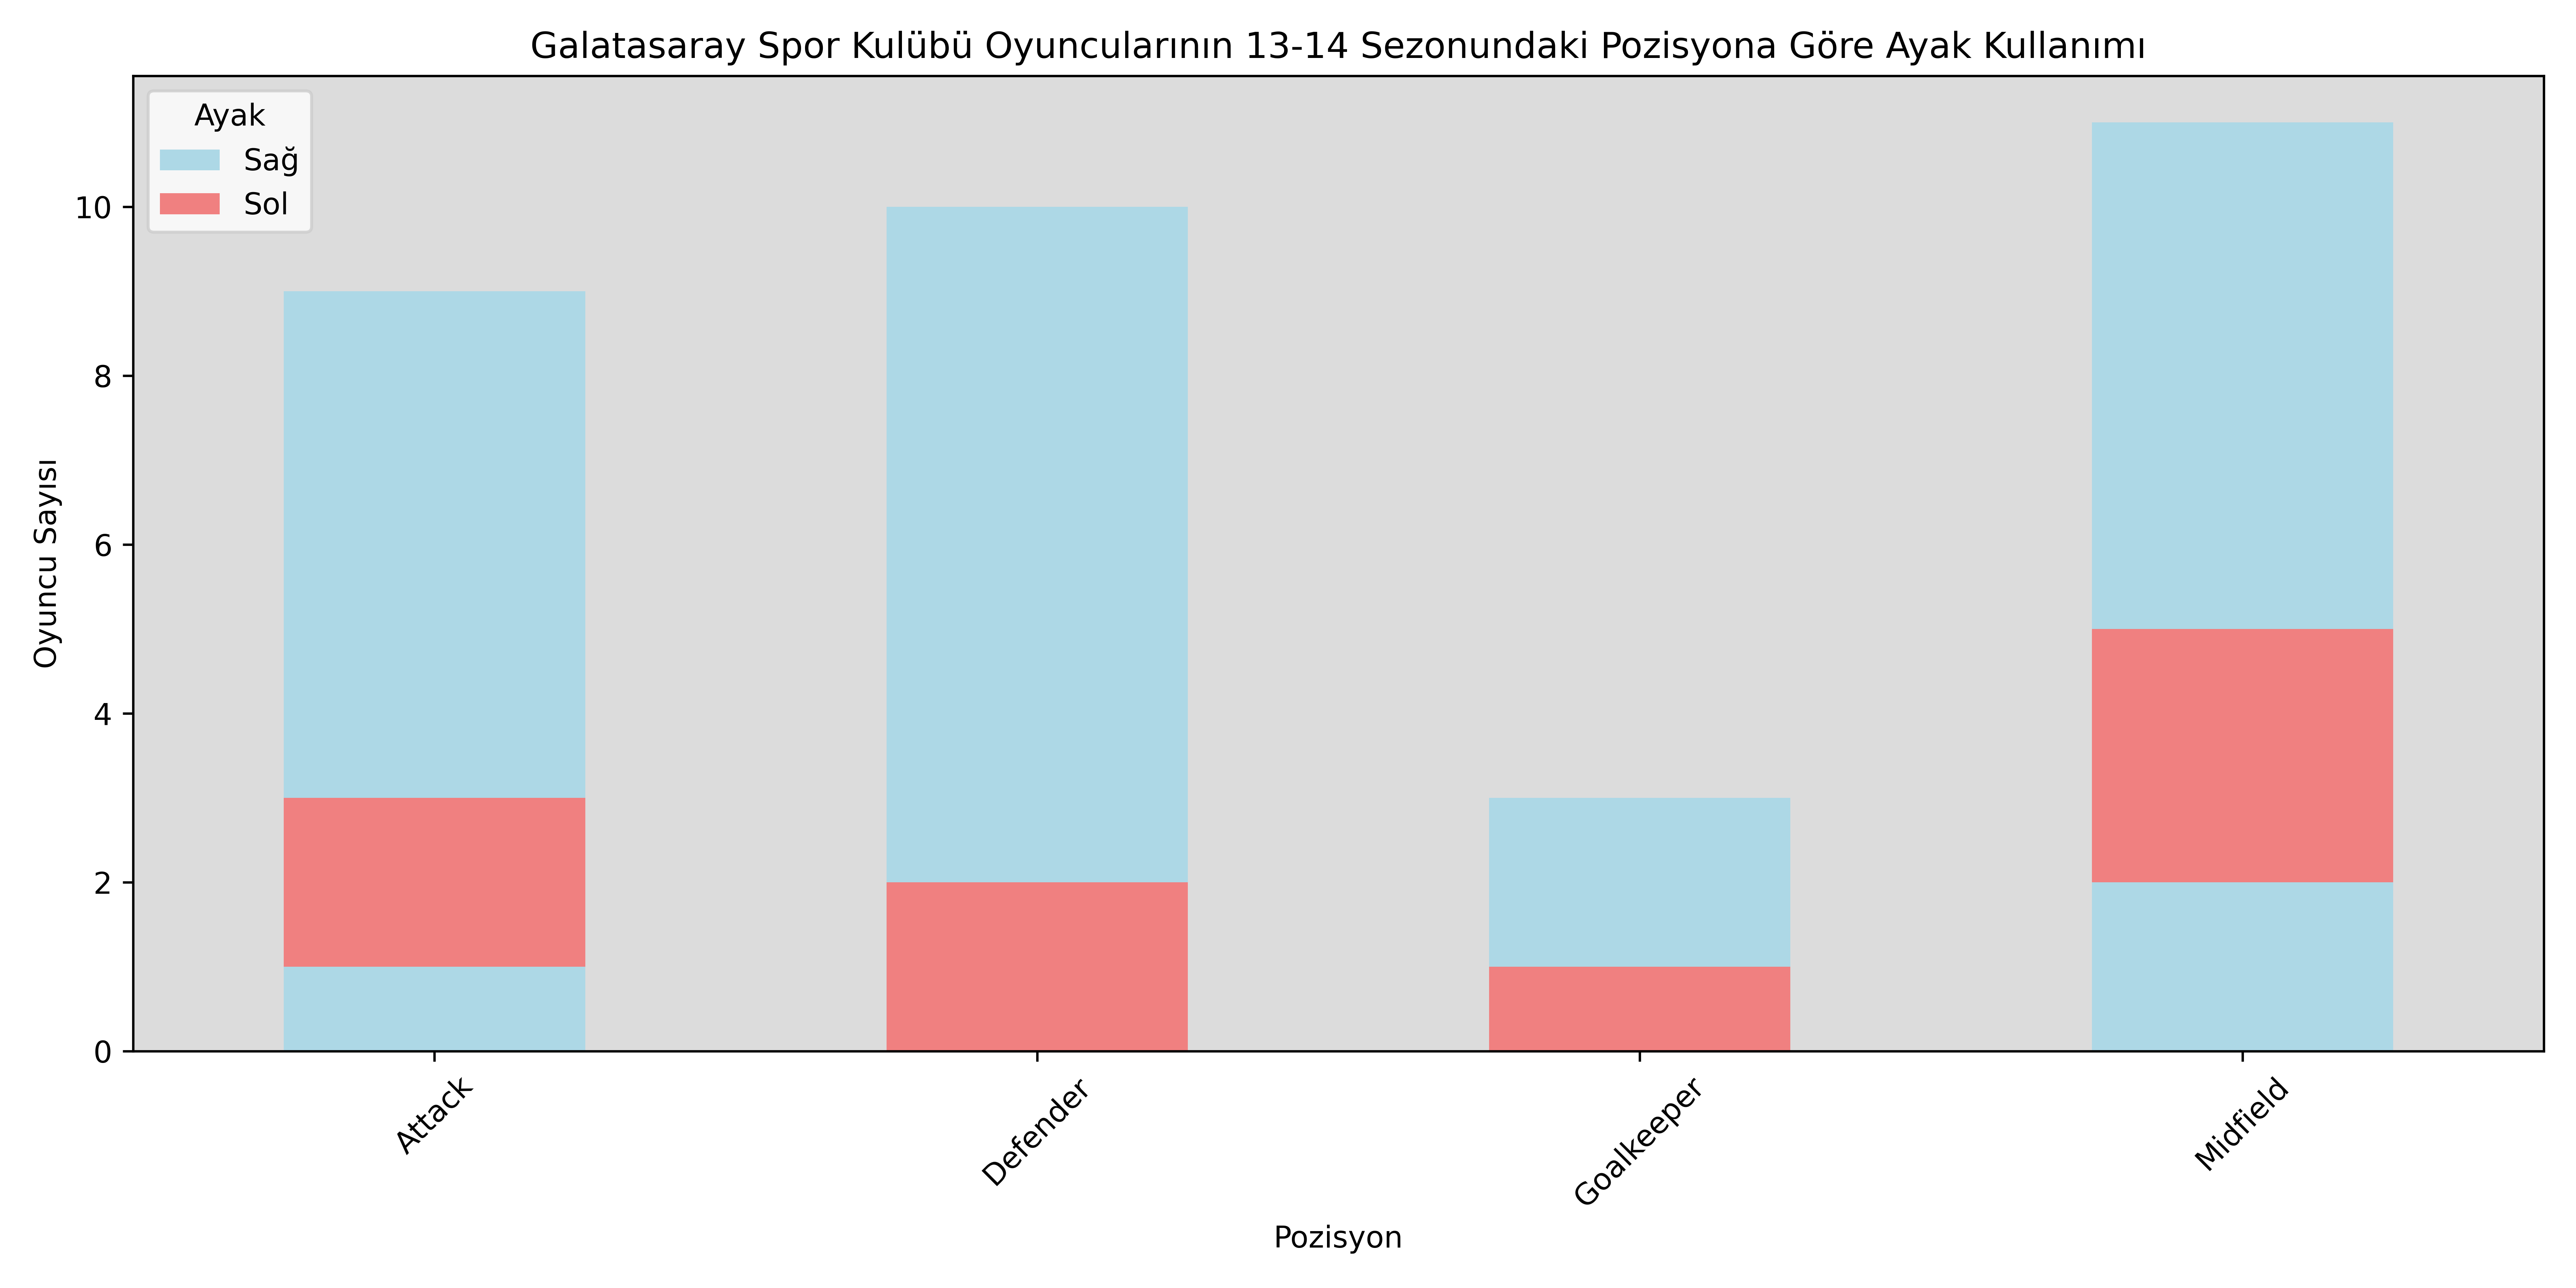 Galatasaray Spor Kulübü Oyuncularının 13-14 Sezonundaki Pozisyona Göre Ayak Kullanımı
Ayak
Sağ
Sol
Oyuncu Sayısı
10
8
6
4
2
0
Attack
Defender
Goalkeeper
Midfield
Pozisyon